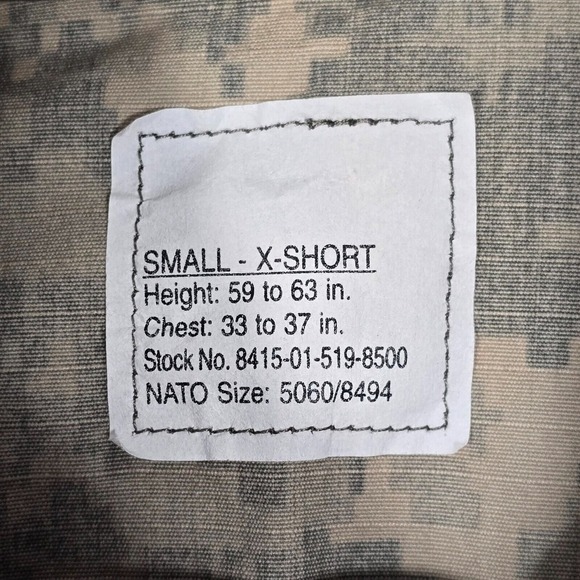 SMALL - X-SHORT
Height: 59 to 63 in.
Chest: 33 to 37 in.
Stock No. 8415-01-519-8500
NATO Size: 5060/8494